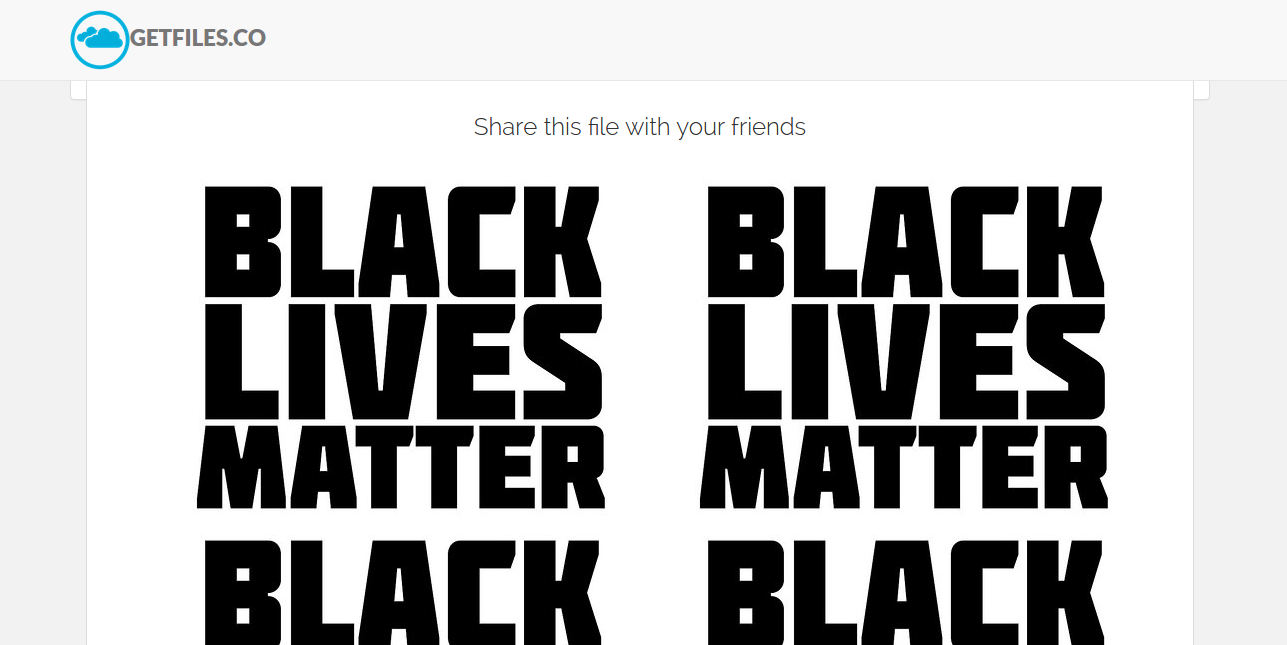 GETFILES.CO
Share this file with your friends
BLACK
LIVES
MATTER
BLACK
LIVES
MATTER
BLACK
BLACK